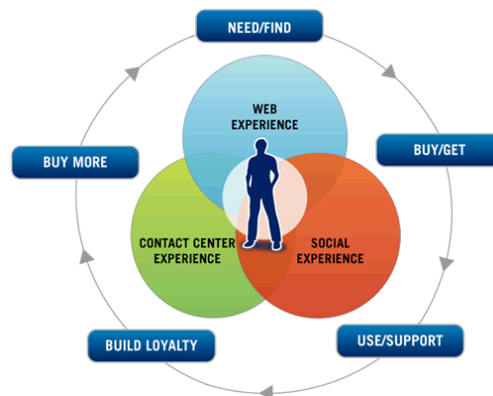 NEED/FIND
WEB
EXPERIENCE
BUY MORE
BUY/GET
CONTACT CENTER
EXPERIENCE
SOCIAL
EXPERIENCE
BUILD LOYALTY
USE/SUPPORT